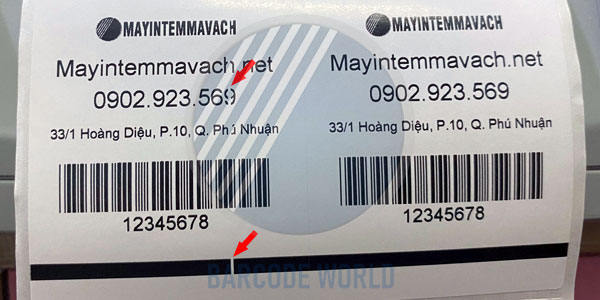 MAYINTEMMAVACH
Mayintemmavach.net
0902.923.569
33/1 Hoàng Diệu, P.10, Q. Phú Nhuận
12345678
MAYINTEMMAVACH
Mayintemmavach.net
0902.923.569
33/1 Hoàng Diệu, P.10, Q. Phú Nhuận
12345678
BARCODE WORLD